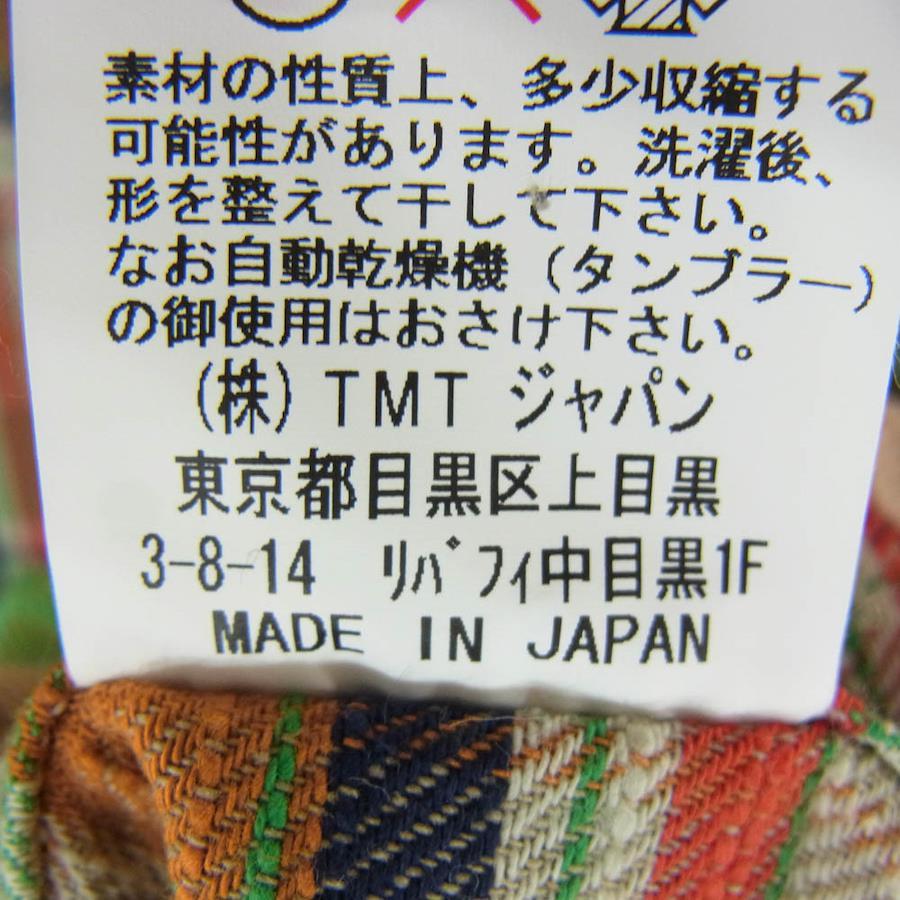 素材の性質上、多少収縮する
可能性があります。洗濯後、
形を整えて干して下さい。
なお自動乾燥機（タンブラー）
の御使用はおさけ下さい。
(株) TMT ジャパン
東京都目黒区上目黒
3-8-14 ﾘﾊﾞﾌｨ中目黒1F
MADE IN JAPAN